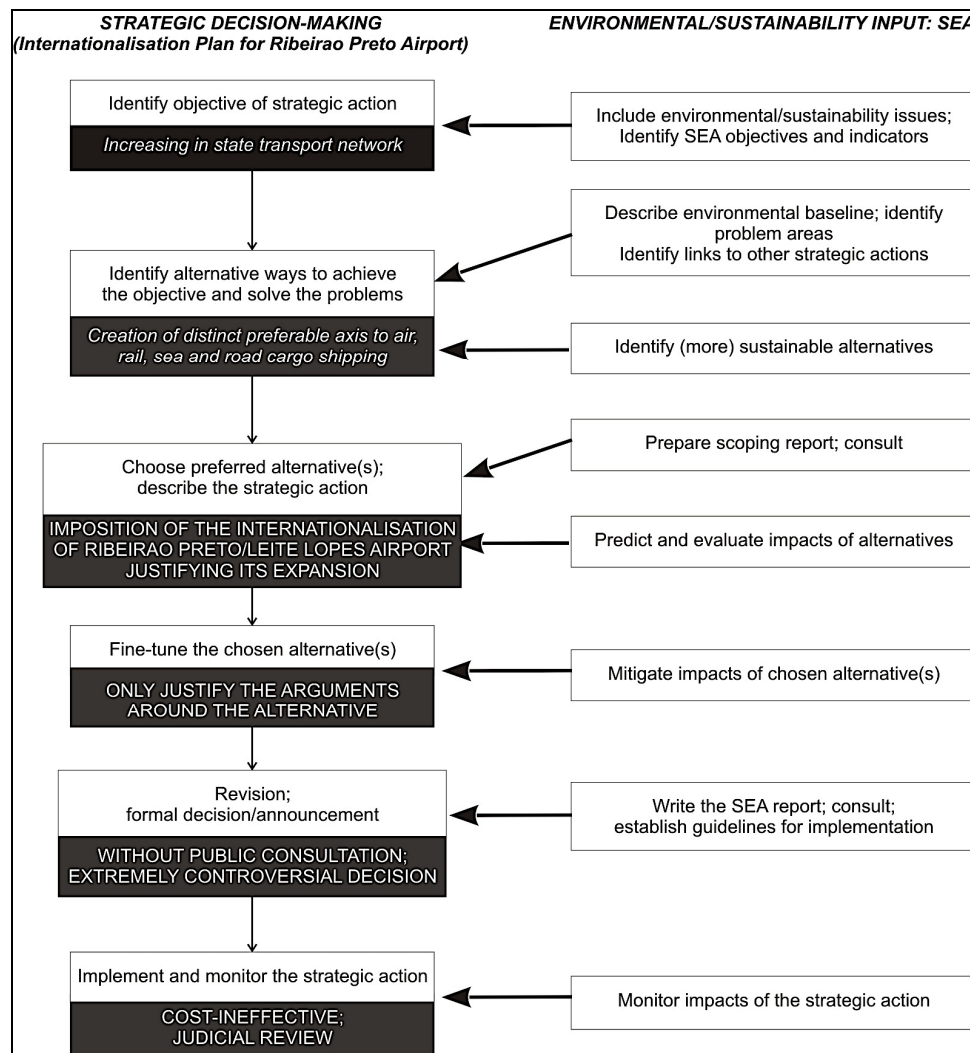 STRATEGIC DECISION-MAKING
(Internationalisation Plan for Ribeirao Preto Airport)
ENVIRONMENTAL/SUSTAINABILITY INPUT: SEA
Identify objective of strategic action
Increasing in state transport network
Include environmental/sustainability issues;
Identify SEA objectives and indicators
Describe environmental baseline; identify
problem areas
Identify links to other strategic actions
Identify alternative ways to achieve
the objective and solve the problems
Creation of distinct preferable axis to air,
rail, sea and road cargo shipping
Identify (more) sustainable alternatives
Prepare scoping report; consult
Choose preferred alternative(s);
describe the strategic action
IMPOSITION OF THE INTERNATIONALISATION
OF RIBEIRAO PRETO/LEITE LOPES AIRPORT
JUSTIFYING ITS EXPANSION
Predict and evaluate impacts of alternatives
Fine-tune the chosen alternative(s)
ONLY JUSTIFY THE ARGUMENTS
AROUND THE ALTERNATIVE
Mitigate impacts of chosen alternative(s)
Revision;
formal decision/announcement
WITHOUT PUBLIC CONSULTATION;
EXTREMELY CONTROVERSIAL DECISION
Write the SEA report; consult;
establish guidelines for implementation
Implement and monitor the strategic action
COST-INEFFECTIVE;
JUDICIAL REVIEW
Monitor impacts of the strategic action